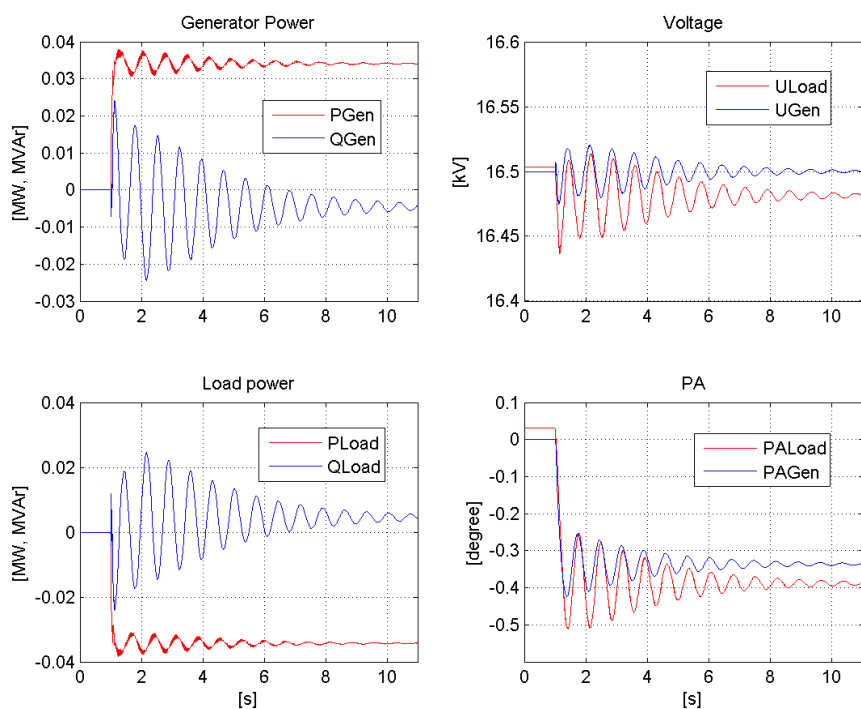 Generator Power
0.04
0.03
0.02
0.01
0
-0.01
-0.02
-0.03
[MW, MVAr]
PGen
QGen
0 2 4 6 8 10
Voltage
16.6
16.55
16.5
16.45
16.4
[kV]
ULoad
UGen
0 2 4 6 8 10
Load power
0.04
0.02
0
-0.02
-0.04
[MW, MVAr]
PLoad
QLoad
0 2 4 6 8 10
[s]
PA
0.1
0
-0.1
-0.2
-0.3
-0.4
-0.5
[degree]
PALoad
PAGen
0 2 4 6 8 10
[s]